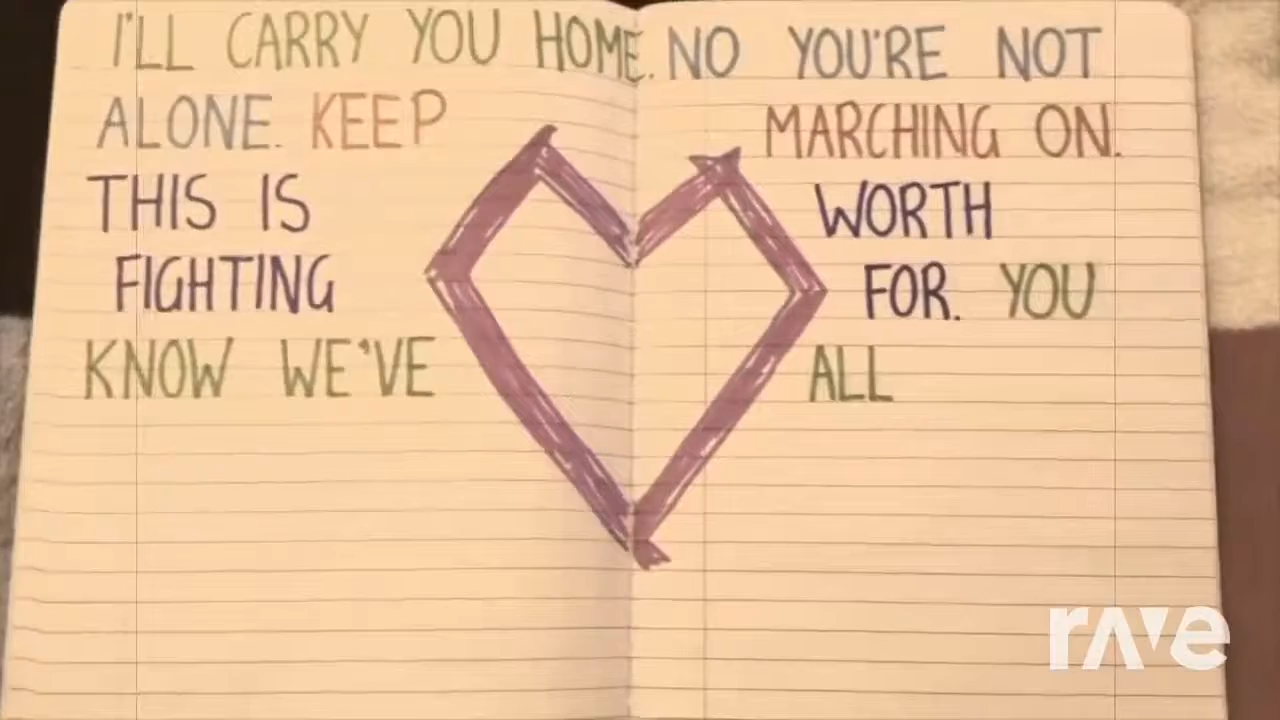 I'LL CARRY YOU HOME. NO YOU'RE NOT
ALONE. KEEP MARCHING ON.
THIS IS WORTH
FIGHTING FOR. YOU
KNOW WE'VE ALL
rave